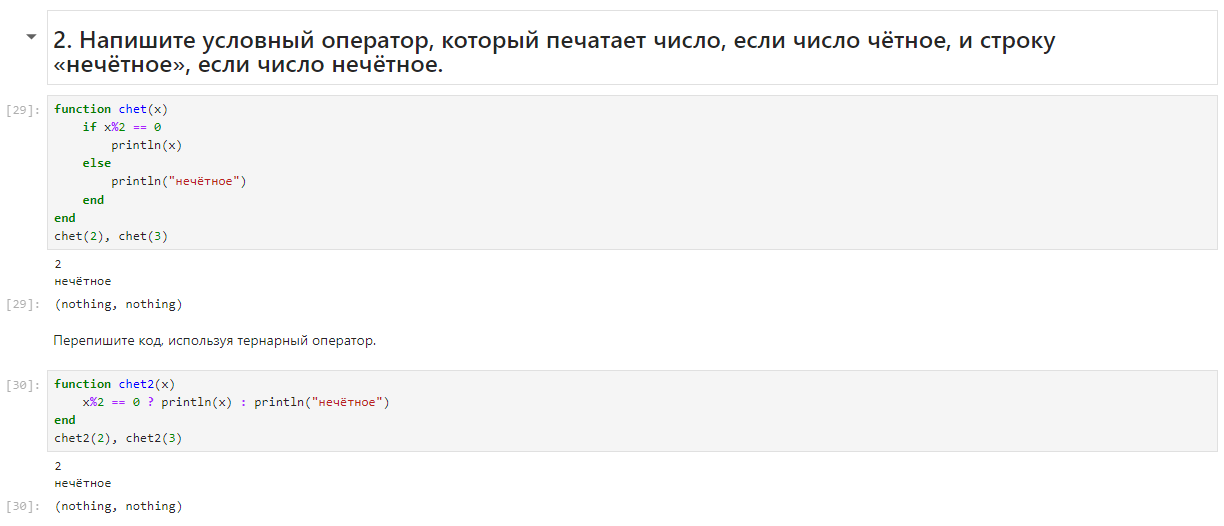 2. Напишите условный оператор, который печатает число, если число чётное, и строку
«нечётное», если число нечётное.
[29]: function chet(x)
    if x%2 == 0
        println(x)
    else
        println("нечётное")
    end
end
chet(2), chet(3)
2
нечётное
[29]: (nothing, nothing)
Перепишите код, используя тернарный оператор.
[30]: function chet2(x)
    x%2 == 0 ? println(x) : println("нечётное")
end
chet2(2), chet2(3)
2
нечётное
[30]: (nothing, nothing)